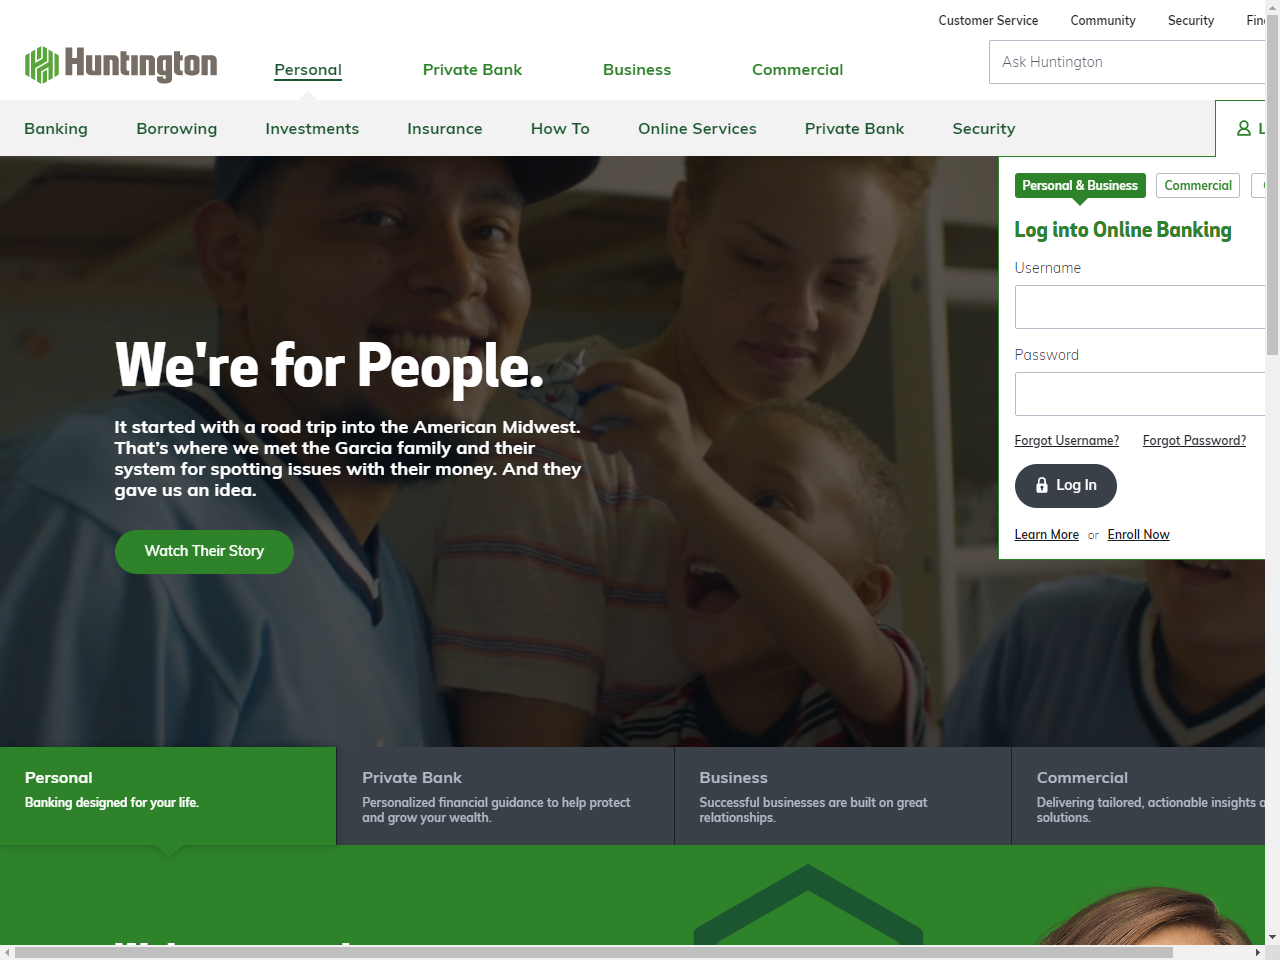 Customer Service Community Security Fin
Huntington
Personal Private Bank Business Commercial
Ask Huntington
Banking Borrowing Investments Insurance How To Online Services Private Bank Security
Personal & Business Commercial
Log into Online Banking
Username
Password
Forgot Username? Forgot Password?
Log In
Learn More or Enroll Now
We're for People.
It started with a road trip into the American Midwest.
That’s where we met the Garcia family and their
system for spotting issues with their money. And they
gave us an idea.
Watch Their Story
Personal
Banking designed for your life.
Private Bank
Personalized financial guidance to help protect
and grow your wealth.
Business
Successful businesses are built on great
relationships.
Commercial
Delivering tailored, actionable insights a
solutions.